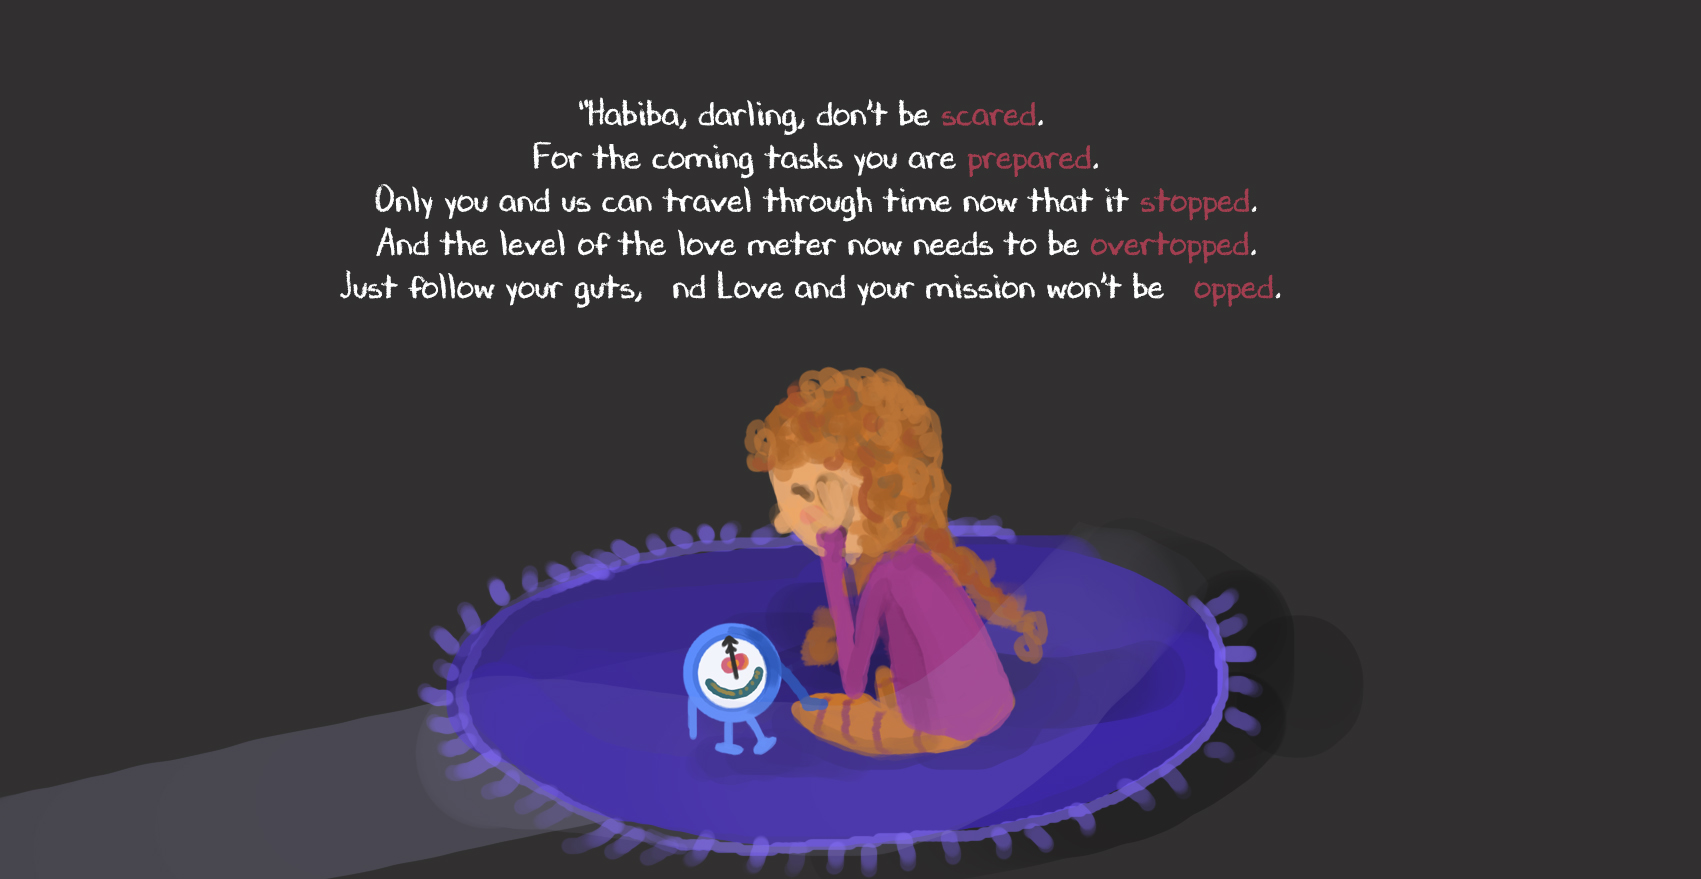 "Habiba, darling, don't be scared.
For the coming tasks you are prepared.
Only you and us can travel through time now that it stopped.
And the level of the love meter now needs to be overtopped.
Just follow your guts, nd Love and your mission won't be opped.